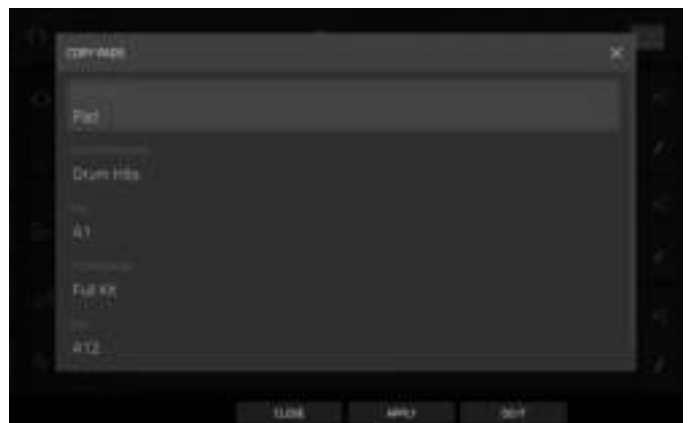 COPY PADS
Pad
Drum Hits
A1
Full Kit
A12
CLOSE APPLY DO IT